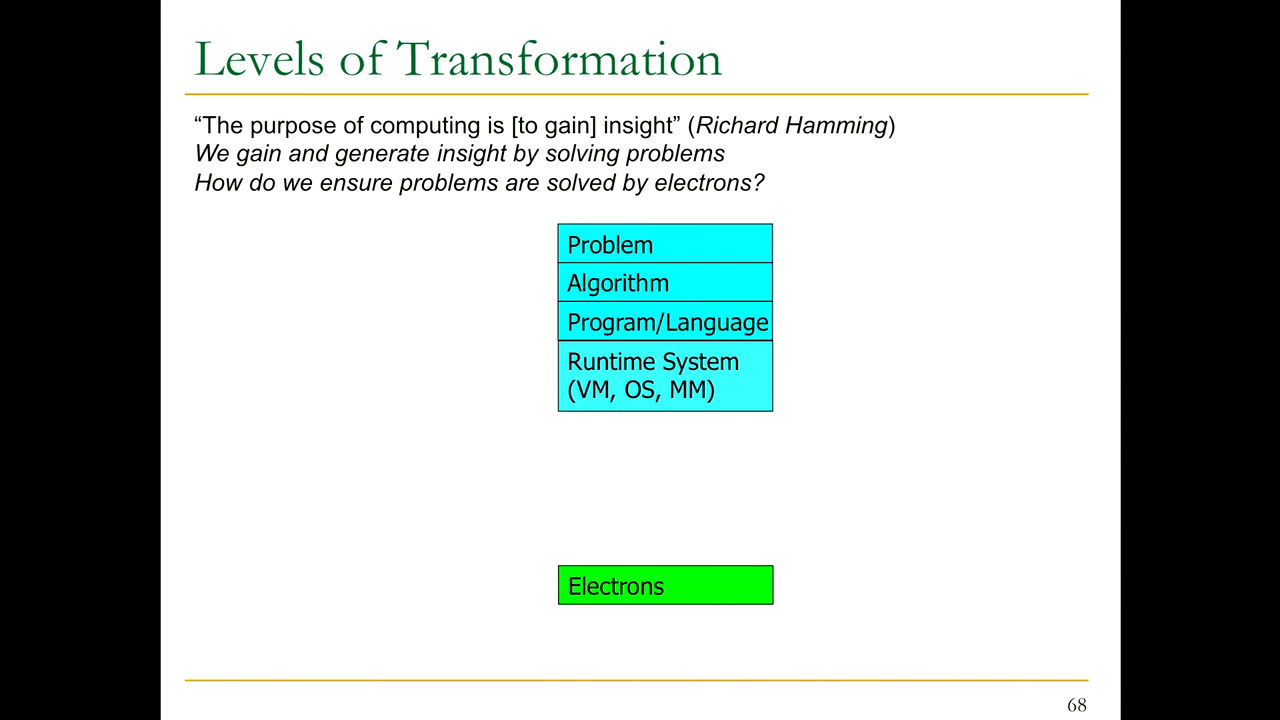 Levels of Transformation
“The purpose of computing is [to gain] insight” (Richard Hamming)
We gain and generate insight by solving problems
How do we ensure problems are solved by electrons?
Problem
Algorithm
Program/Language
Runtime System
(VM, OS, MM)
Electrons
68